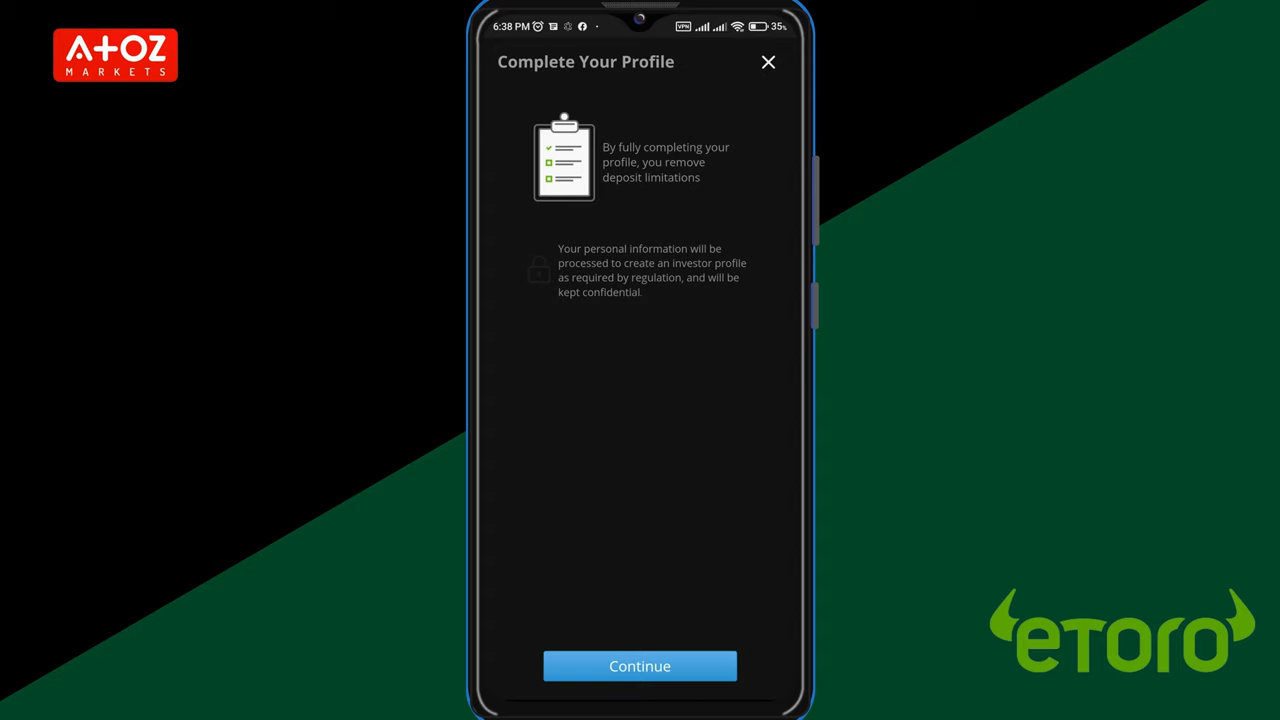 A+OZ
MARKETS
6:38 PM
VPN
35%
Complete Your Profile
By fully completing your
profile, you remove
deposit limitations
Your personal information will be
processed to create an investor profile
as required by regulation, and will be
kept confidential.
Continue
eToro